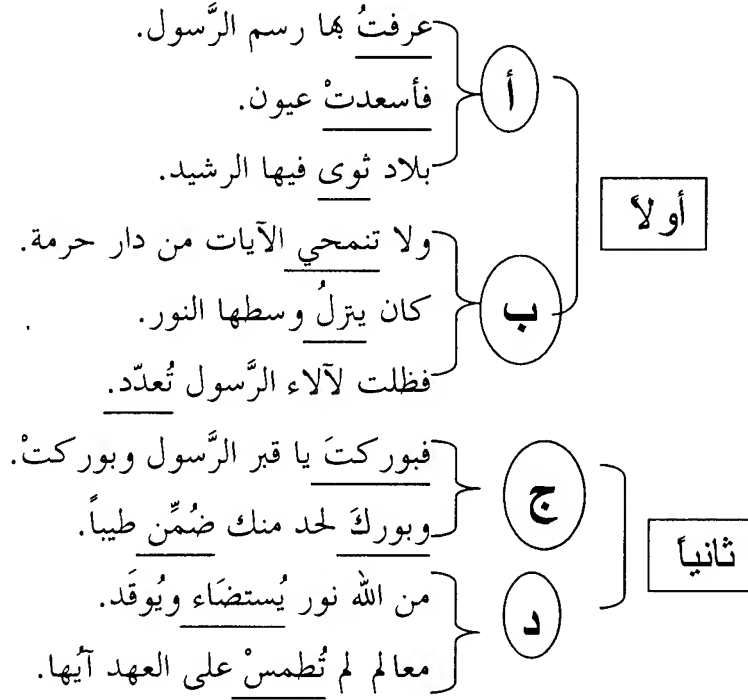 أولاً
أ
عرفتُ بها رسم الرَّسول.
فأسعدتْ عيون.
بلاد ثوى فيها الرشيد.
ب
ولا تنمحي الآيات من دار حرمة.
كان ينزلُ وسطها النور.
فظلت لآلاء الرَّسول تُعدّد.
ثانياً
ج
فبوركتَ يا قبر الرَّسول وبوركتْ.
وبوركَ لحد منك ضُمِّن طيباً.
د
من الله نور يُستضَاء ويُوقَد.
معالم لم تُطمسْ على العهد آيُها.